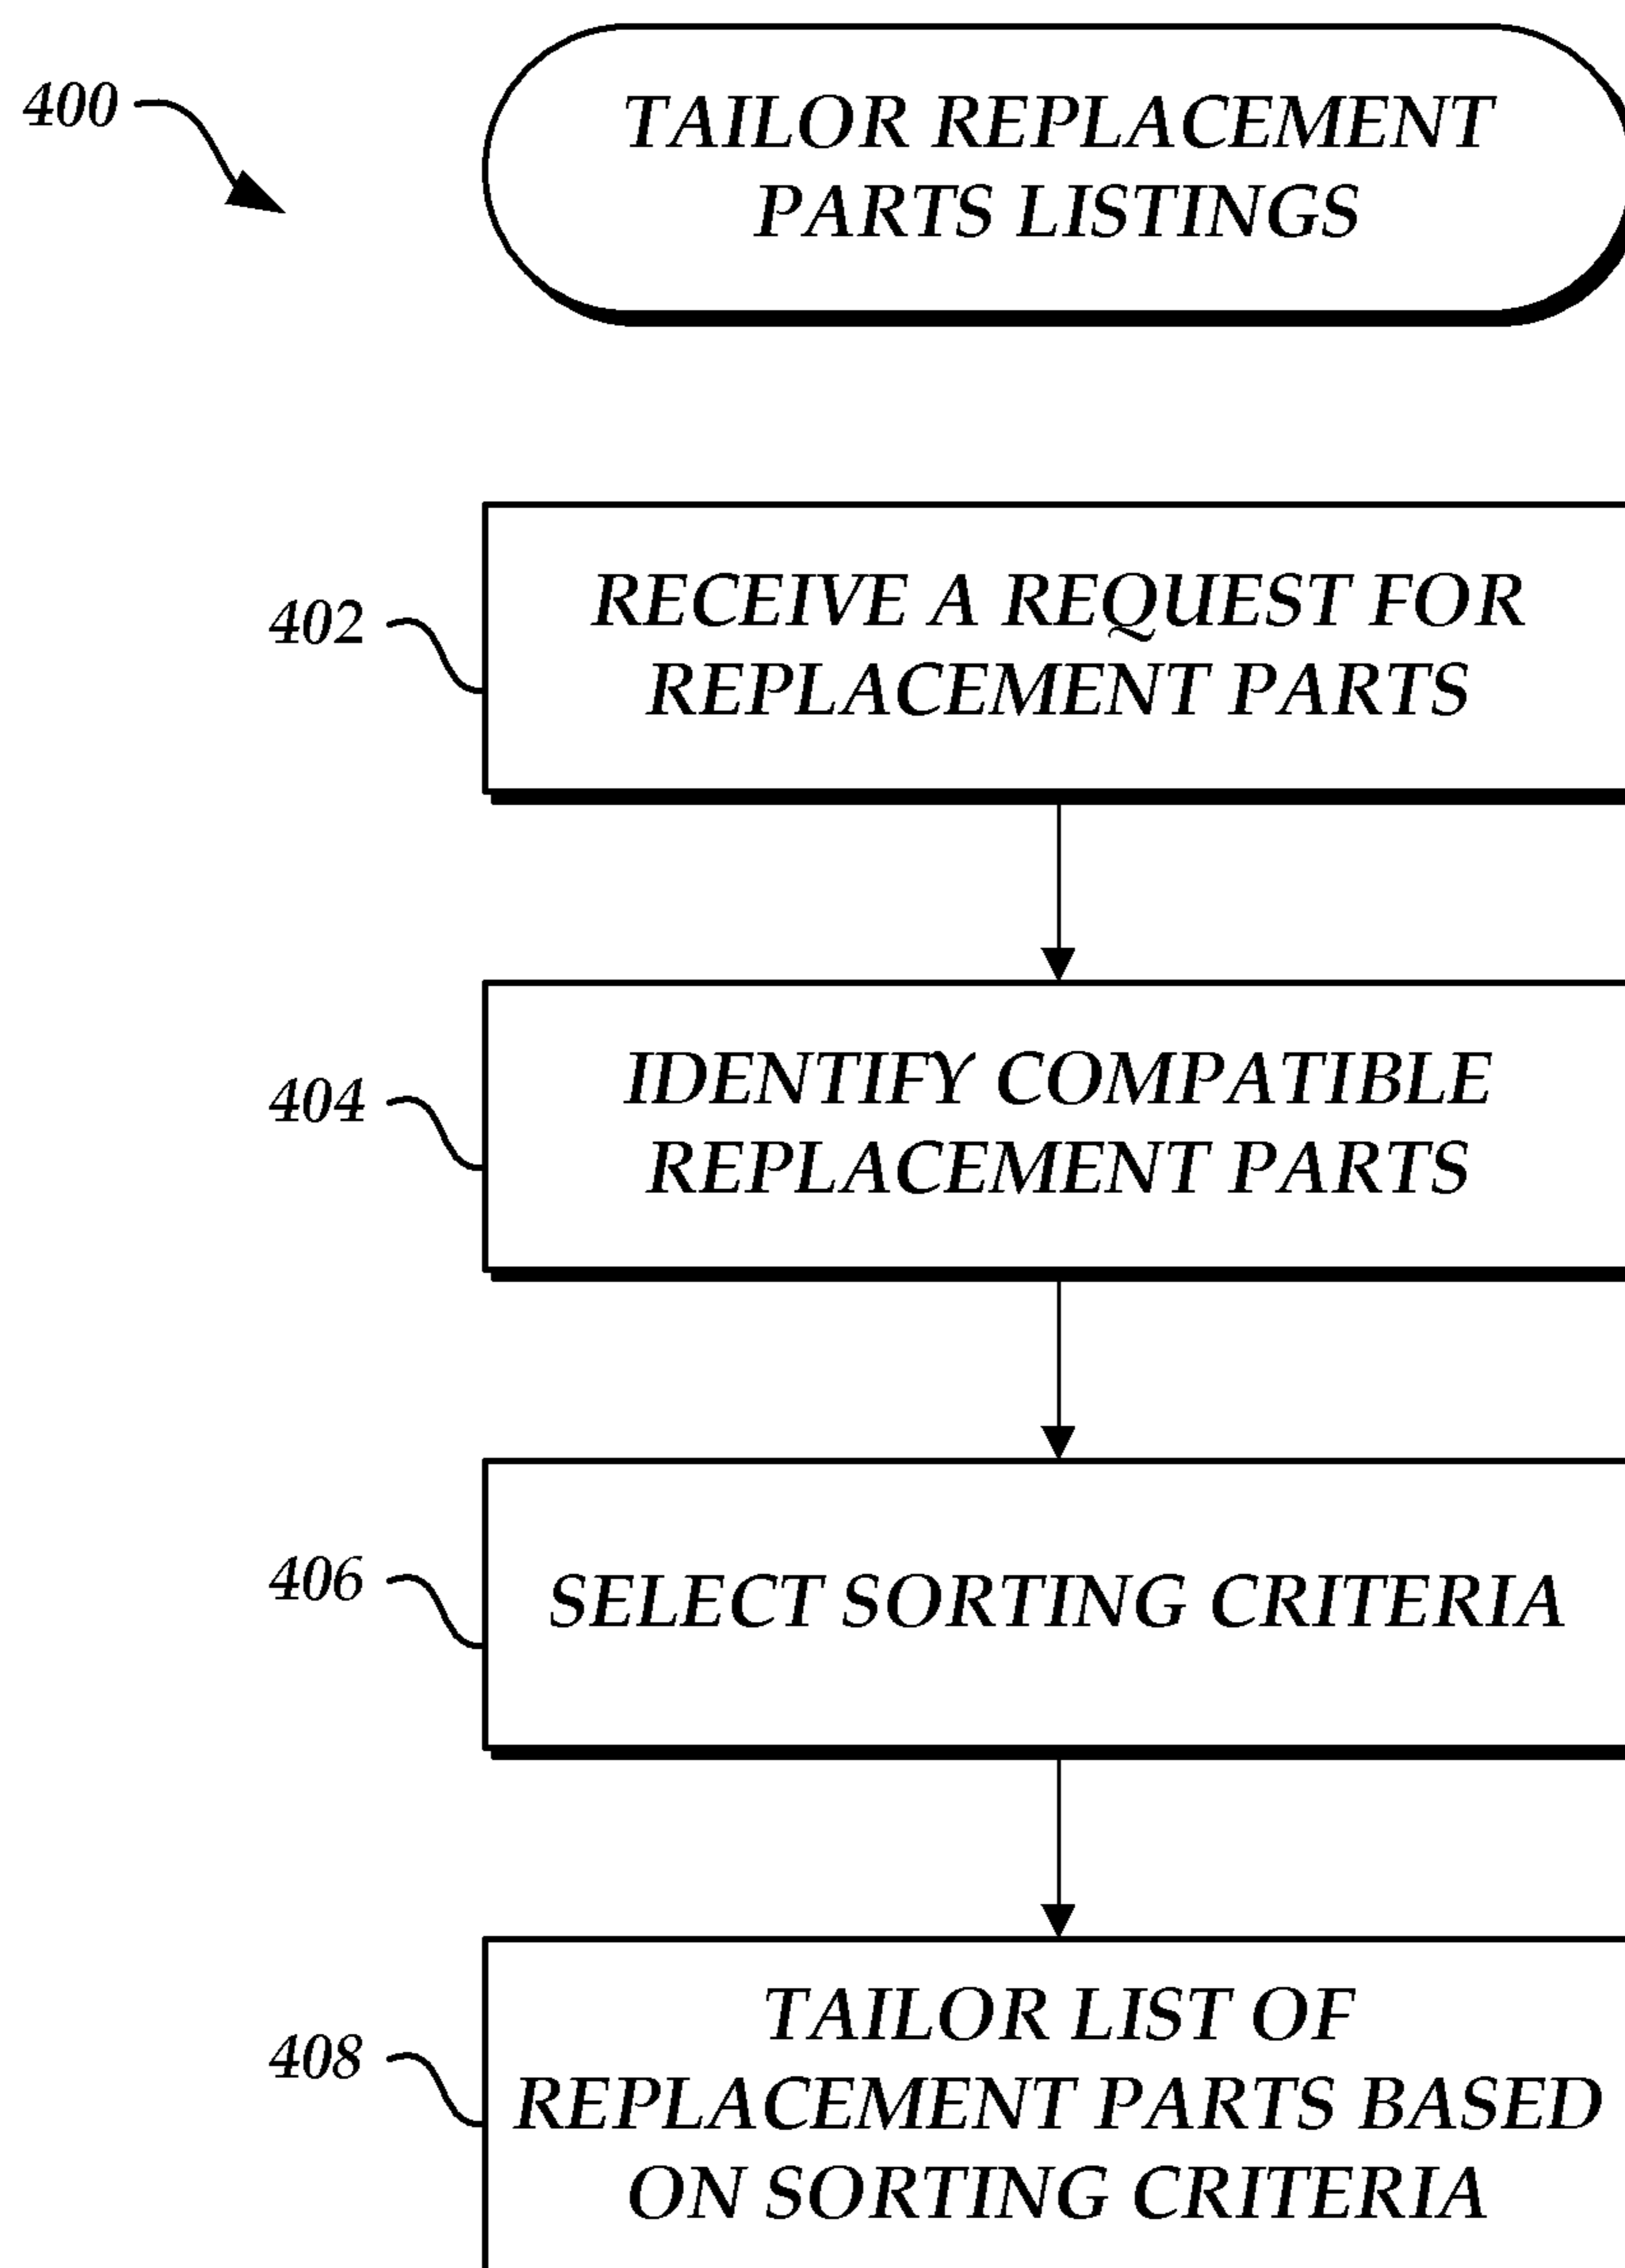 400
TAILOR REPLACEMENT
PARTS LISTINGS
402
RECEIVE A REQUEST FOR
REPLACEMENT PARTS
404
IDENTIFY COMPATIBLE
REPLACEMENT PARTS
406
SELECT SORTING CRITERIA
408
TAILOR LIST OF
REPLACEMENT PARTS BASED
ON SORTING CRITERIA